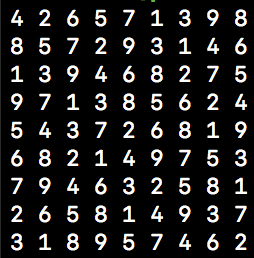 4 2 6 5 7 1 3 9 8
8 5 7 2 9 3 1 4 6
1 3 9 4 6 8 2 7 5
9 7 1 3 8 5 6 2 4
5 4 3 7 2 6 8 1 9
6 8 2 1 4 9 7 5 3
7 9 4 6 3 2 5 8 1
2 6 5 8 1 4 9 3 7
3 1 8 9 5 7 4 6 2